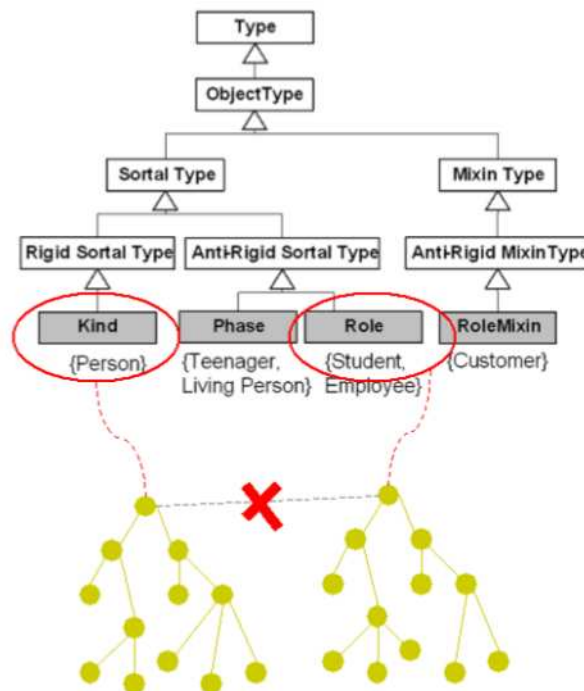 Type
ObjectType
Sortal Type
Mixin Type
Rigid Sortal Type
Anti-Rigid Sortal Type
Anti-Rigid MixinType
Kind
Phase
Role
RoleMixin
{Person}
{Teenager,
Living Person}
{Student,
Employee}
{Customer}